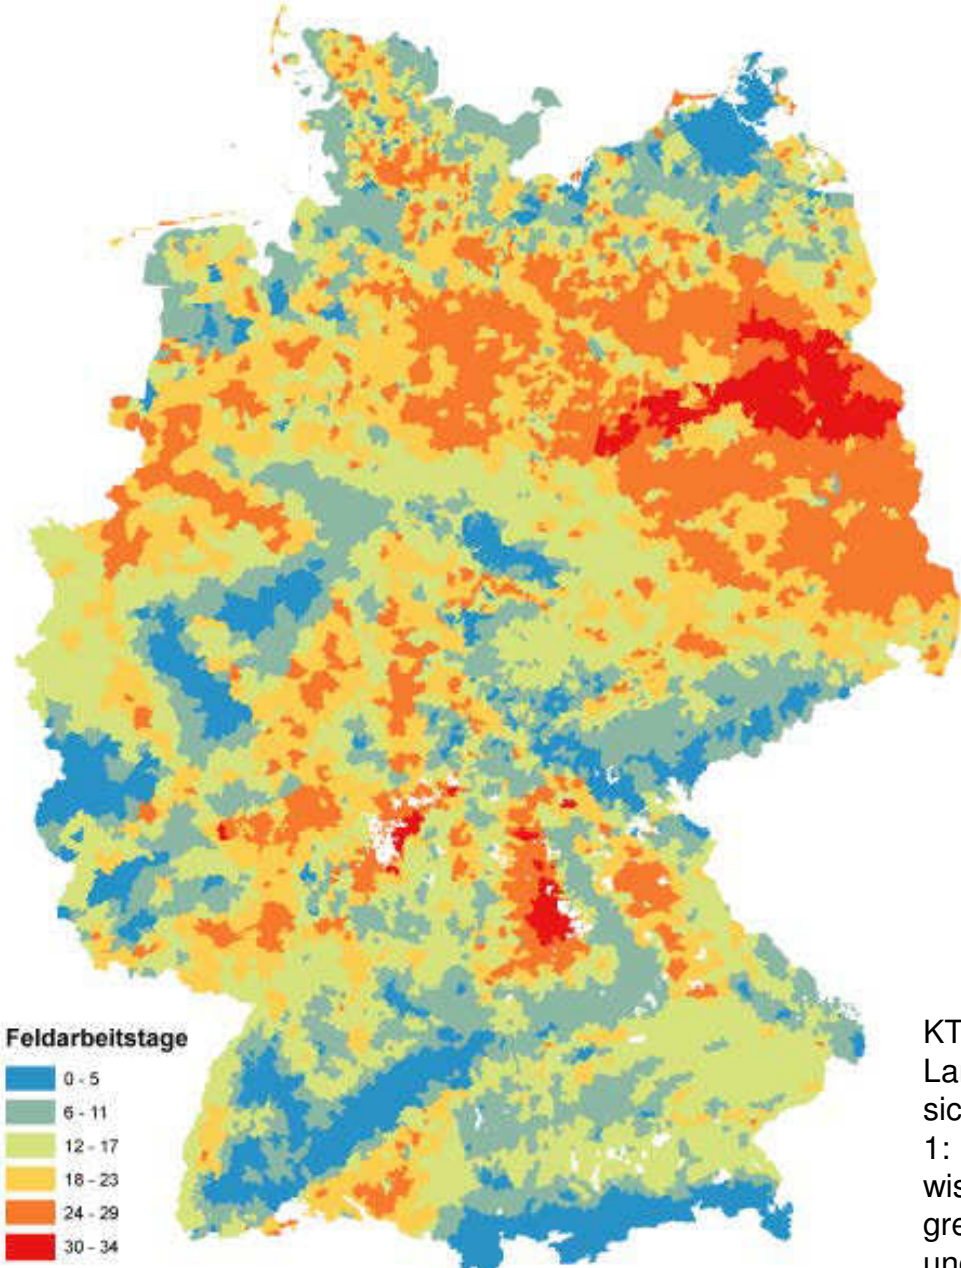 Feldarbeitstage
0 - 5
6 - 11
12 - 17
18 - 23
24 - 29
30 - 34
KT
La
sic
1:
wis
gre
und